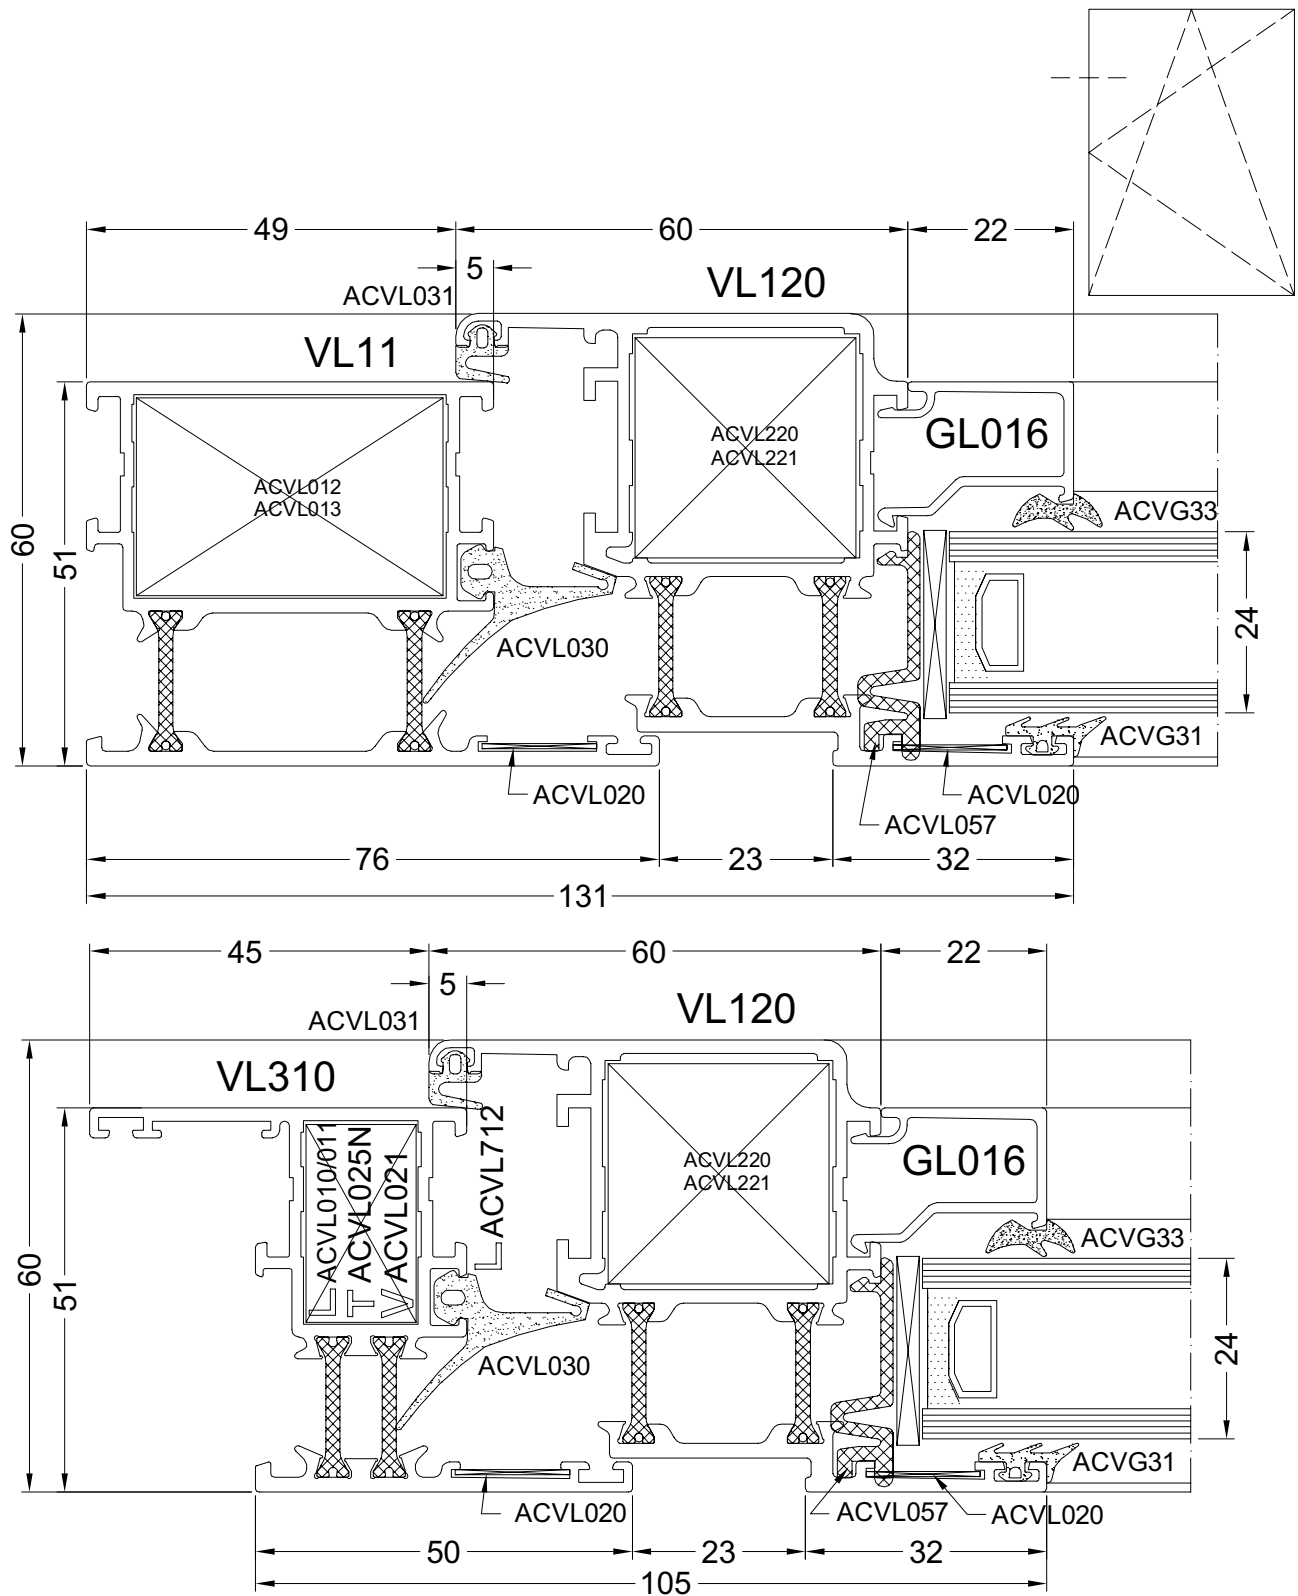 49
60
22
5
VL120
ACVL031
VL11
ACVL220
ACVL221
GL016
ACVL012
ACVL013
ACVG33
60
51
24
ACVL030
ACVG31
ACVL020
ACVL020
ACVL057
76
23
32
131
45
60
22
5
VL120
ACVL031
VL310
ACVL712
ACVL010/011
ACVL025N
ACVL021
L
T
V
L
ACVL220
ACVL221
GL016
ACVG33
60
51
24
ACVL030
ACVG31
ACVL020
ACVL057
ACVL020
50
23
32
105